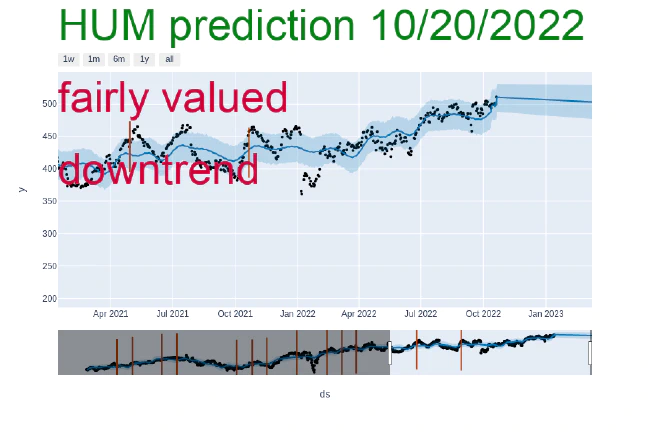 HUM prediction 10/20/2022
1w 1m 6m 1y all
fairly valued
downtrend
500
450
400
350
300
250
200
y
Apr 2021 Jul 2021 Oct 2021 Jan 2022 Apr 2022 Jul 2022 Oct 2022 Jan 2023
ds